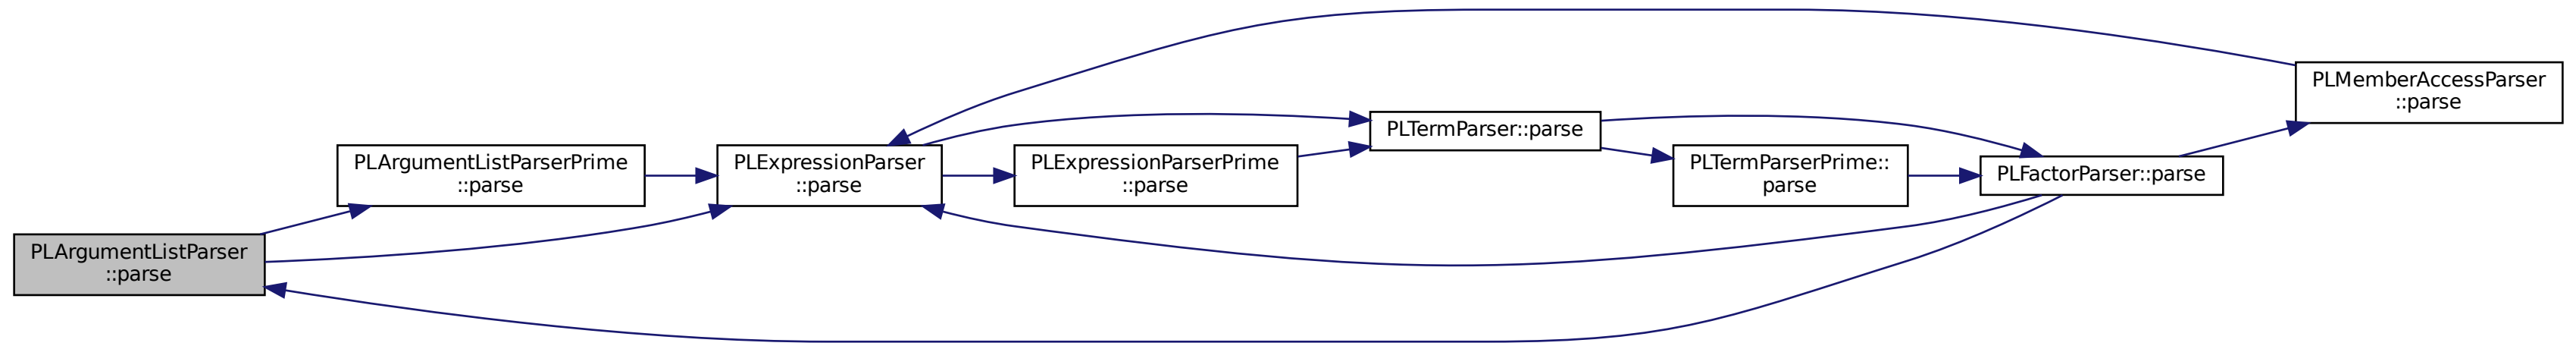 PLArgumentListParser
::parse
PLArgumentListParserPrime
::parse
PLExpressionParser
::parse
PLExpressionParserPrime
::parse
PLTermParser::parse
PLTermParserPrime::
parse
PLFactorParser::parse
PLMemberAccessParser
::parse